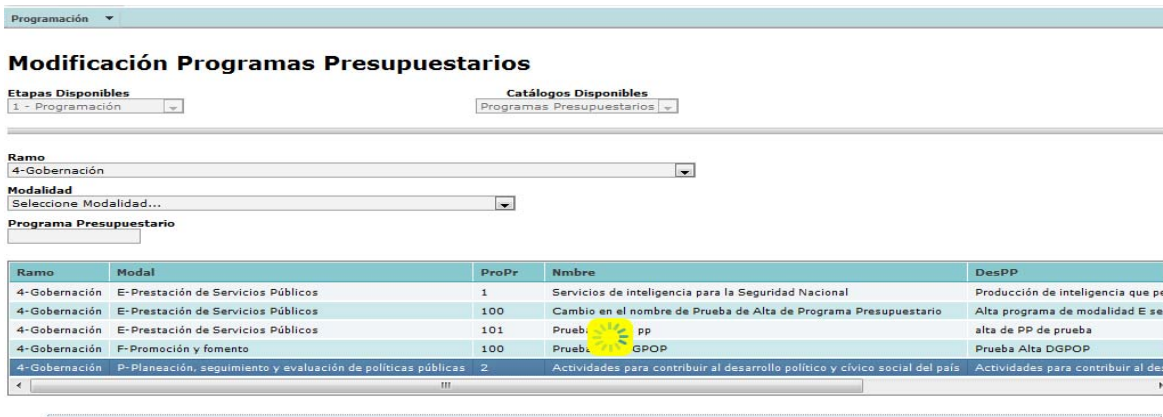 Programación
Modificación Programas Presupuestarios
Etapas Disponibles Catálogos Disponibles
1 - Programación Programas Presupuestarios
Ramo
4-Gobernación
Modalidad
Seleccione Modalidad...
Programa Presupuestario
Ramo Modal ProPr Nmbre DesPP
4-Gobernación E-Prestación de Servicios Públicos 1 Servicios de inteligencia para la Seguridad Nacional Producción de inteligencia que pe
4-Gobernación E-Prestación de Servicios Públicos 100 Cambio en el nombre de Prueba de Alta de Programa Presupuestario Alta programa de modalidad E se
4-Gobernación E-Prestación de Servicios Públicos 101 Prueba pp alta de PP de prueba
4-Gobernación F-Promoción y fomento 100 Prueba GPOP Prueba Alta DGPOP
4-Gobernación P-Planeación, seguimiento y evaluación de políticas públicas 2 Actividades para contribuir al desarrollo político y cívico social del país Actividades para contribuir al des